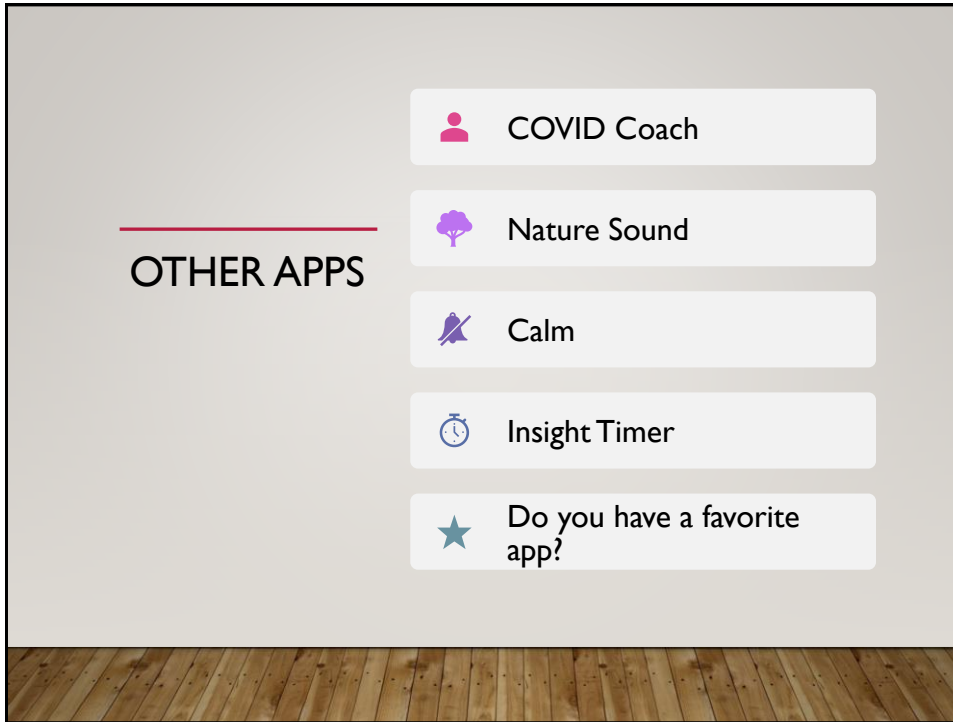 OTHER APPS
COVID Coach
Nature Sound
Calm
Insight Timer
Do you have a favorite
app?